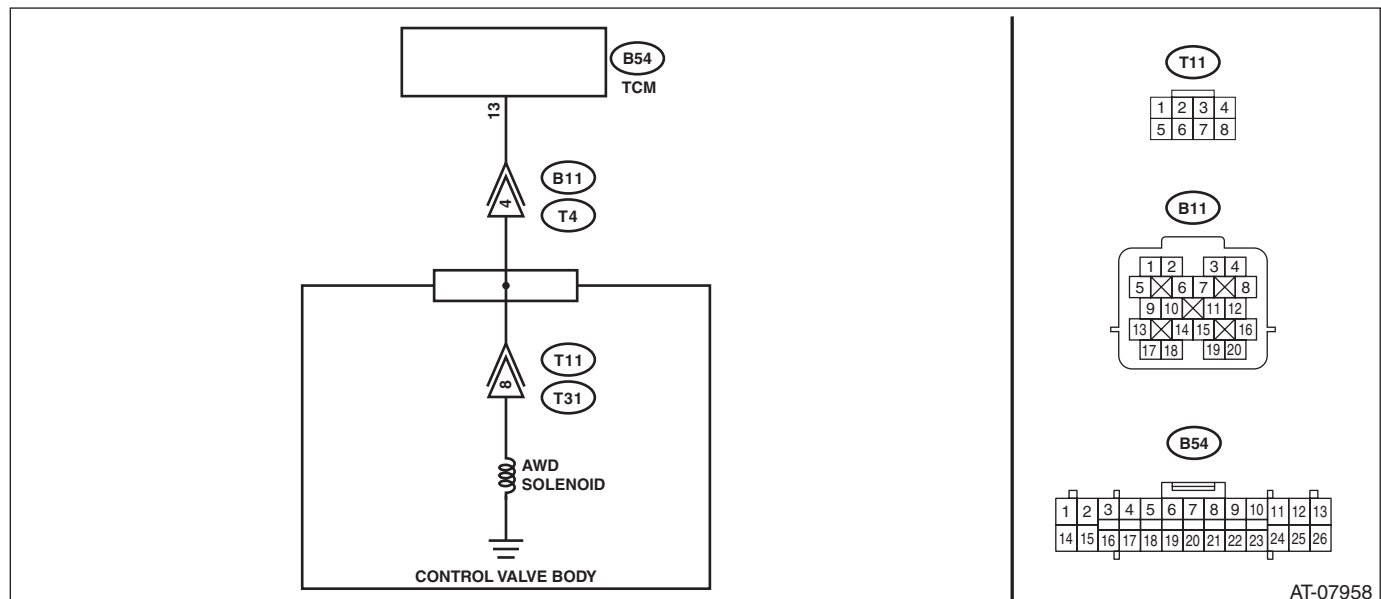 B54
TCM
13
B11
4
T4
T11
8
T31
AWD
SOLENOID
CONTROL VALVE BODY
T11
1 2 3 4
5 6 7 8
B11
1 2 3 4
5 6 7 8
9 10 11 12
13 14 15 16
17 18 19 20
B54
1 2 3 4 5 6 7 8 9 10 11 12 13
14 15 16 17 18 19 20 21 22 23 24 25 26
AT-07958